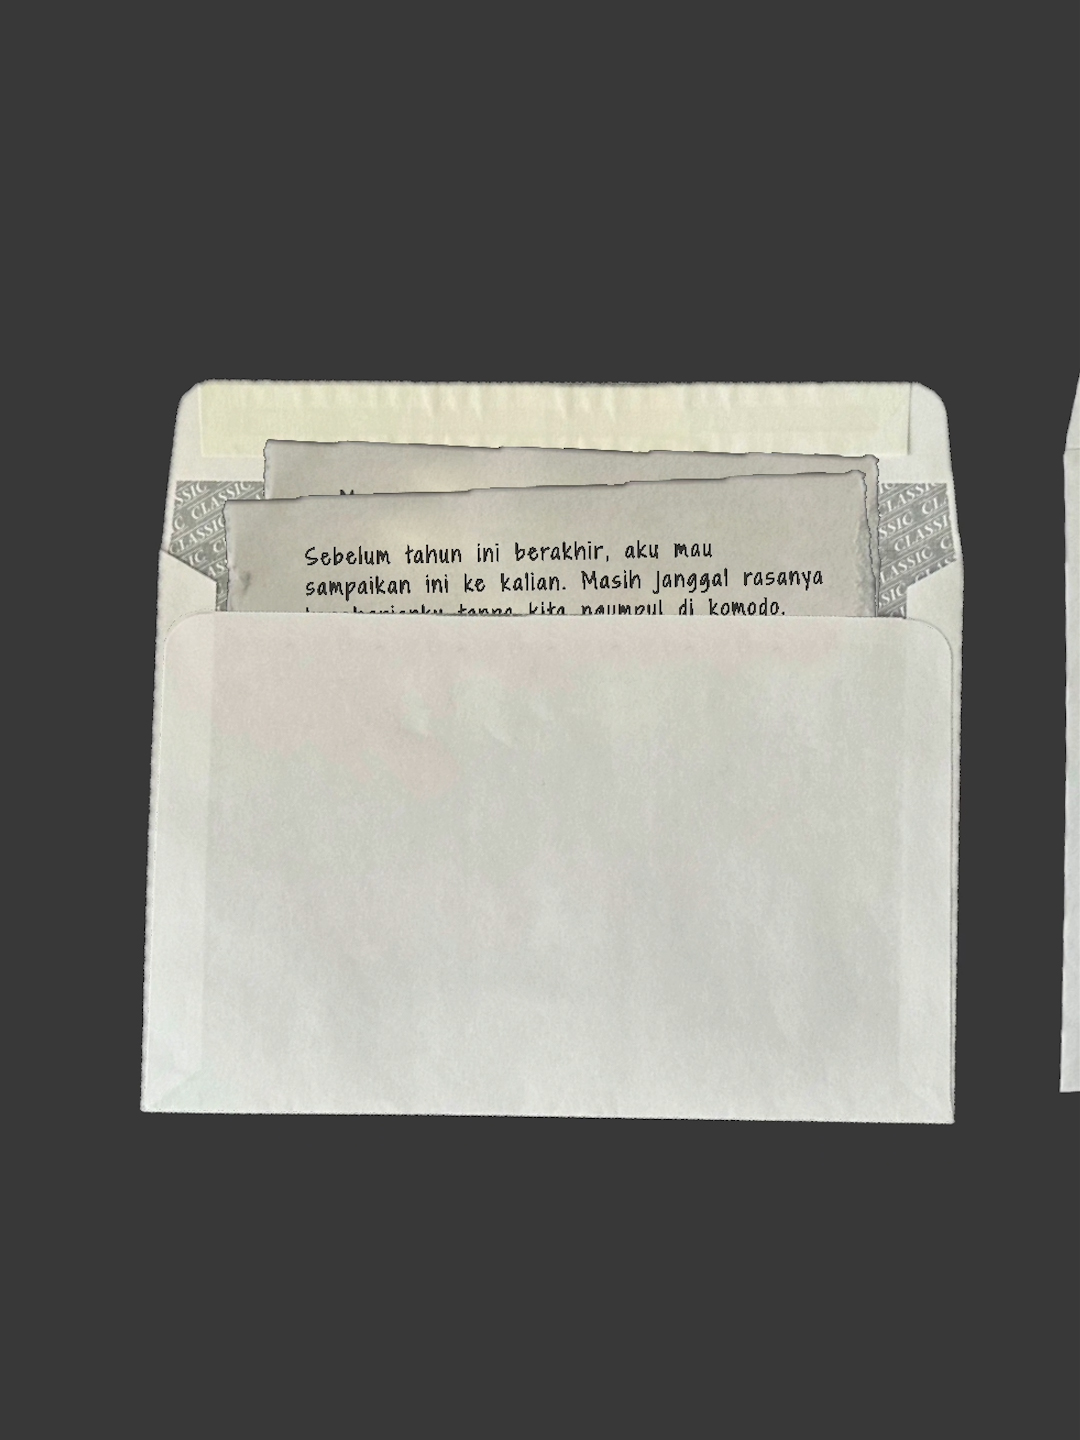 M
Sebelum tahun ini berakhir, aku mau
sampaikan ini ke kalian. Masih janggal rasanya
tanpa kita ngumpul di komodo.
CLASSIC CLASSIC CLASSIC
CLASSIC CLASSIC CLASSIC